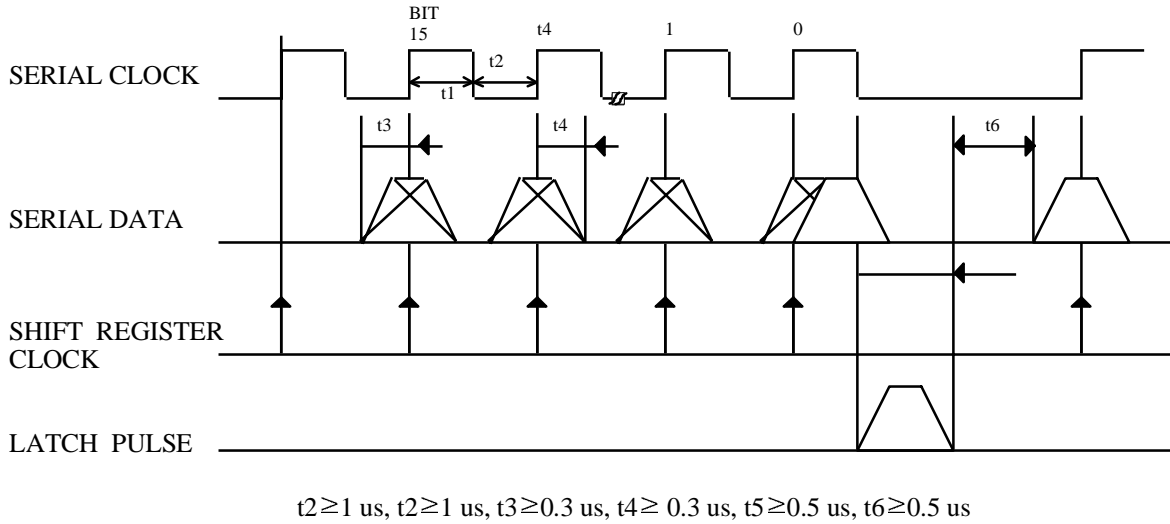 BIT
15 t4 1 0
SERIAL CLOCK
t2
t1
t3 t4 t6
SERIAL DATA
SHIFT REGISTER
CLOCK
LATCH PULSE
t2≥1 us, t2≥1 us, t3≥0.3 us, t4≥ 0.3 us, t5≥0.5 us, t6≥0.5 us